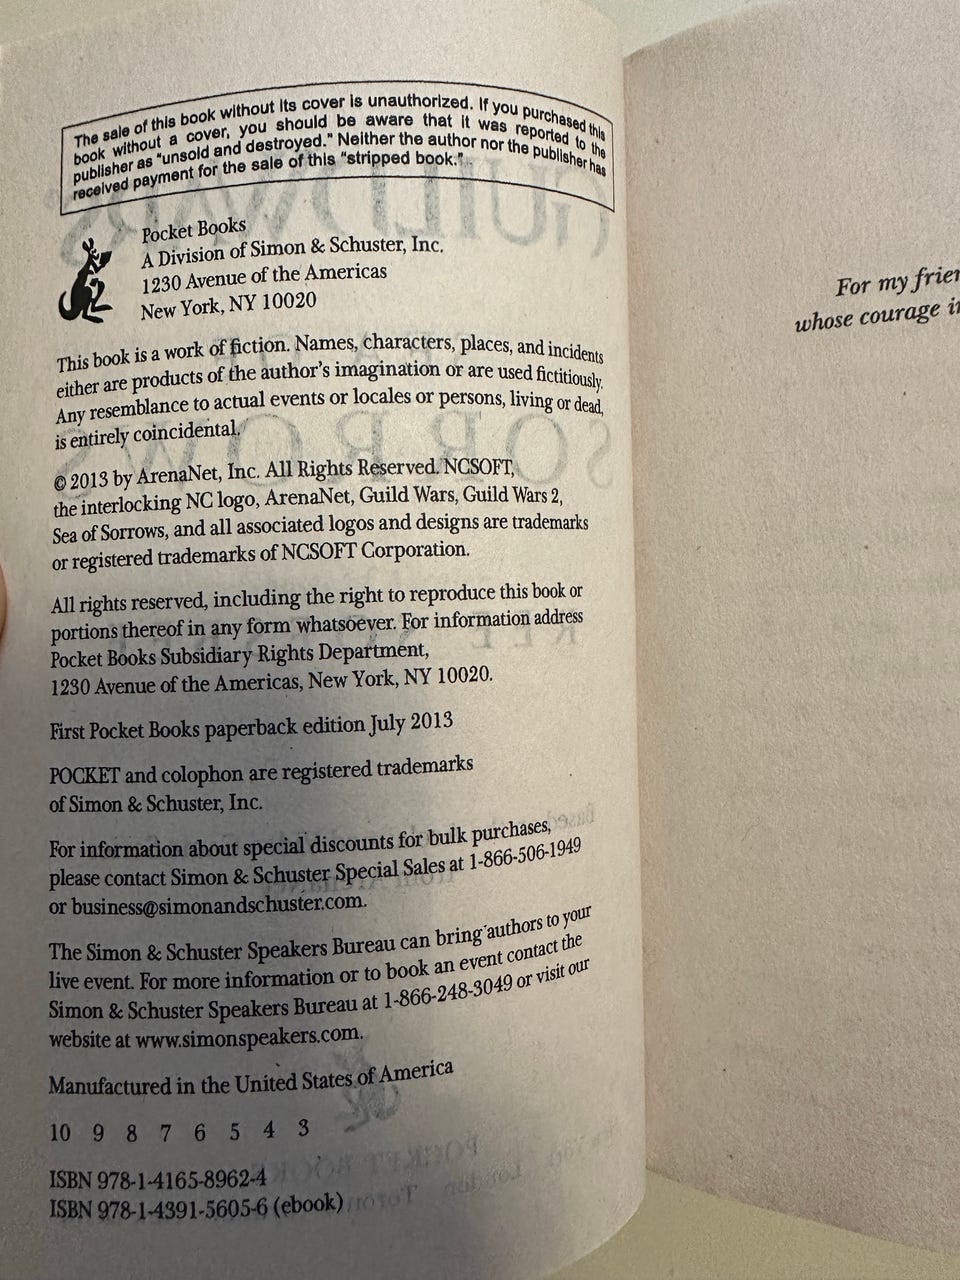 The sale of this book without its cover is unauthorized. If you purchased this
book without a cover, you should be aware that it was reported to the
publisher as "unsold and destroyed." Neither the author nor the publisher has
received payment for the sale of this "stripped book."
Pocket Books
A Division of Simon & Schuster, Inc.
1230 Avenue of the Americas
New York, NY 10020
This book is a work of fiction. Names, characters, places, and incidents
either are products of the author's imagination or are used fictitiously.
Any resemblance to actual events or locales or persons, living or dead,
is entirely coincidental.
© 2013 by ArenaNet, Inc. All Rights Reserved. NCSOFT,
the interlocking NC logo, ArenaNet, Guild Wars, Guild Wars 2,
Sea of Sorrows, and all associated logos and designs are trademarks
or registered trademarks of NCSOFT Corporation.
All rights reserved, including the right to reproduce this book or
portions thereof in any form whatsoever. For information address
Pocket Books Subsidiary Rights Department,
1230 Avenue of the Americas, New York, NY 10020.
First Pocket Books paperback edition July 2013
POCKET and colophon are registered trademarks
of Simon & Schuster, Inc.
For information about special discounts for bulk purchases,
please contact Simon & Schuster Special Sales at 1-866-506-1949
or business@simonandschuster.com.
The Simon & Schuster Speakers Bureau can bring authors to your
live event. For more information or to book an event contact the
Simon & Schuster Speakers Bureau at 1-866-248-3049 or visit our
website at www.simonspeakers.com.
Manufactured in the United States of America
10 9 8 7 6 5 4 3
ISBN 978-1-4165-8962-4
ISBN 978-1-4391-5605-6 (ebook)
For my
whose courage